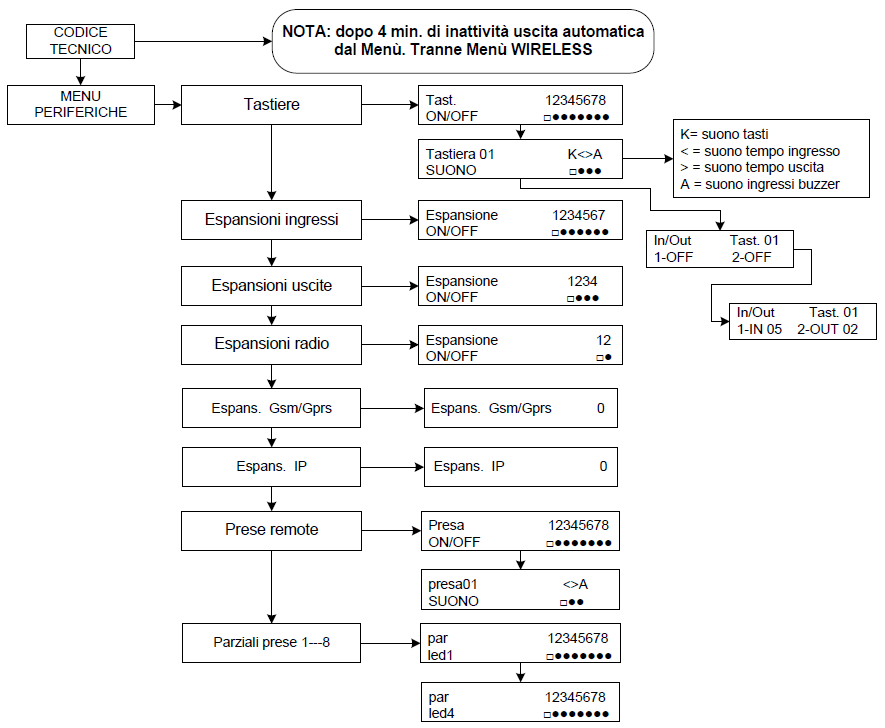 CODICE
TECNICO
NOTA: dopo 4 min. di inattività uscita automatica
dal Menù. Tranne Menù WIRELESS
MENU
PERIFERICHE
Tastiere
Tast. 12345678
ON/OFF □●●●●●●●
Tastiera 01 K<>A
SUONO □●●●
K= suono tasti
< = suono tempo ingresso
> = suono tempo uscita
A = suono ingressi buzzer
Espansioni ingressi
Espansione 1234567
ON/OFF □●●●●●●
In/Out Tast. 01
1-OFF 2-OFF
Espansioni uscite
Espansione 1234
ON/OFF □●●●
In/Out Tast. 01
1-IN 05 2-OUT 02
Espansioni radio
Espansione 12
ON/OFF □●
Espans. Gsm/Gprs
Espans. Gsm/Gprs 0
Espans. IP
Espans. IP 0
Prese remote
Presa 12345678
ON/OFF □●●●●●●●
presa01 <>A
SUONO □●●
Parziali prese 1---8
par 12345678
led1 □●●●●●●●
par 12345678
led4 □●●●●●●●